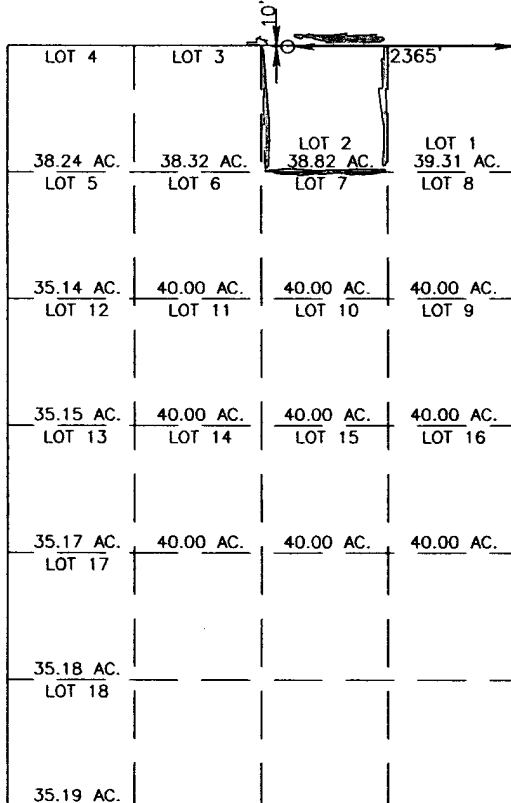 10'
2365'
LOT 4 LOT 3 LOT 2 LOT 1
38.24 AC. 38.32 AC. 38.82 AC. 39.31 AC.
LOT 5 LOT 6 LOT 7 LOT 8
35.14 AC. 40.00 AC. 40.00 AC. 40.00 AC.
LOT 12 LOT 11 LOT 10 LOT 9
35.15 AC. 40.00 AC. 40.00 AC. 40.00 AC.
LOT 13 LOT 14 LOT 15 LOT 16
35.17 AC. 40.00 AC. 40.00 AC. 40.00 AC.
LOT 17
35.18 AC.
LOT 18
35.19 AC.